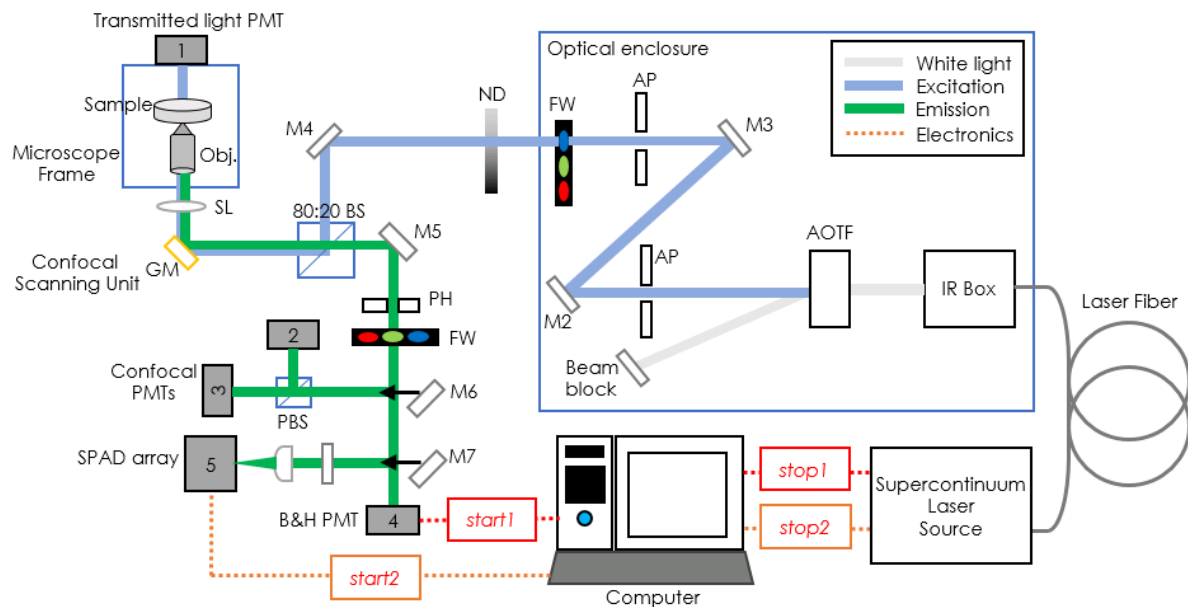 Transmitted light PMT
1
Sample
Obj.
Microscope
Frame
SL
GM
Confocal
Scanning Unit
M4
80:20 BS
M5
ND
Optical enclosure
FW
AP
M3
White light
Excitation
Emission
Electronics
AP
M2
AOTF
IR Box
Beam
block
Laser Fiber
PH
FW
2
Confocal
PMTs
3
PBS
M6
SPAD array
5
M7
B&H PMT
4
start1
start2
stop1
stop2
Supercontinuum
Laser
Source
Computer